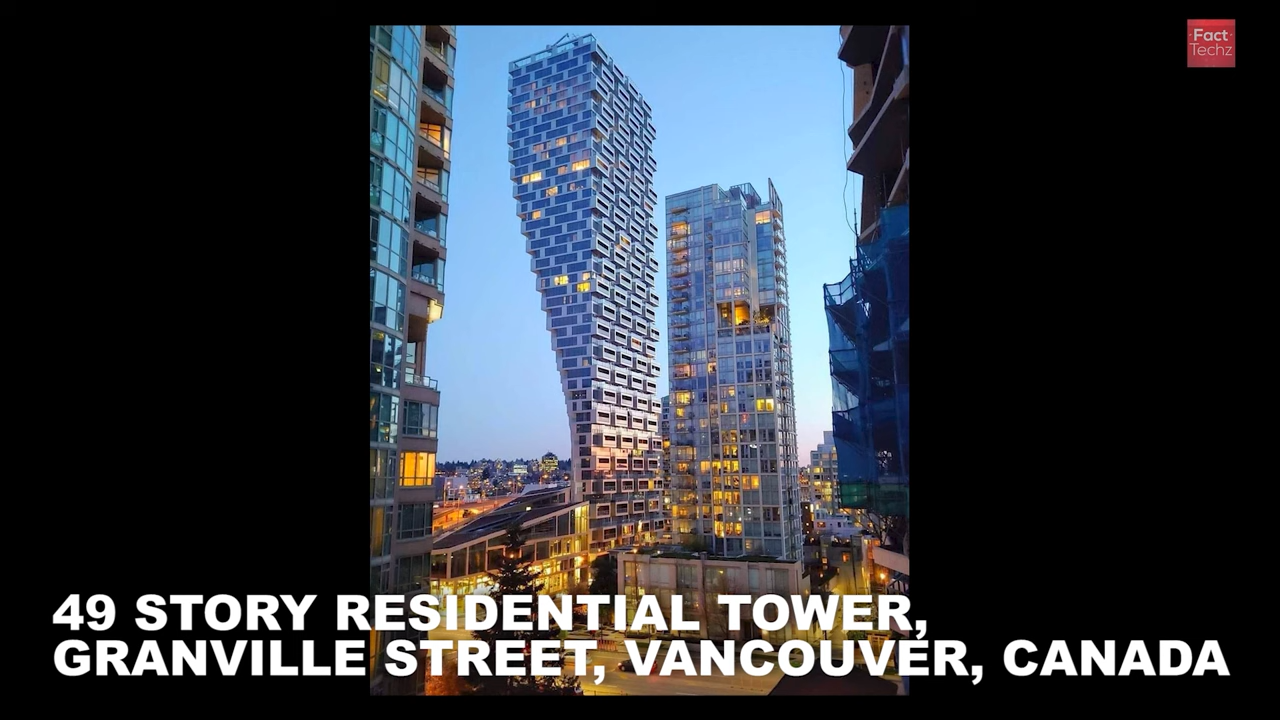 Fact
Techz
49 STORY RESIDENTIAL TOWER,
GRANVILLE STREET, VANCOUVER, CANADA